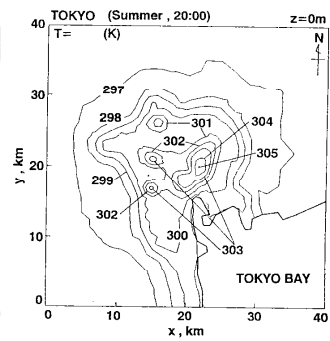 TOKYO (Summer, 20:00) z=0m
40
T= (K)
N
297
298
301
302
304
305
299
302
300
303
TOKYO BAY
30
20
10
0
y, km
0 10 20 30 40
x, km